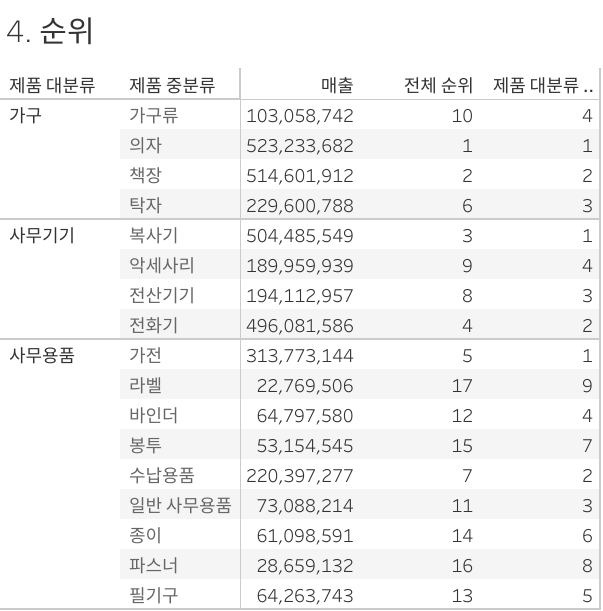 4. 순위
제품 대분류 제품 중분류 매출 전체 순위 제품 대분류 ..
가구 가구류 103,058,742 10 4
의자 523,233,682 1 1
책장 514,601,912 2 2
탁자 229,600,788 6 3
사무기기 복사기 504,485,549 3 1
악세사리 189,959,939 9 4
전산기기 194,112,957 8 3
전화기 496,081,586 4 2
사무용품 가전 313,773,144 5 1
라벨 22,769,506 17 9
바인더 64,797,580 12 4
봉투 53,154,545 15 7
수납용품 220,397,277 7 2
일반 사무용품 73,088,214 11 3
종이 61,098,591 14 6
파스너 28,659,132 16 8
필기구 64,263,743 13 5